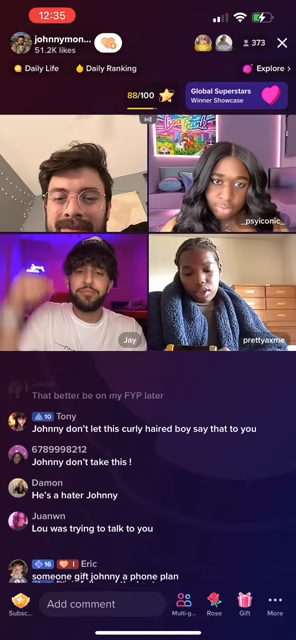 12:35
johnnymon...
51.2K likes
373
Daily Life
Daily Ranking
Explore >
88/100
Global Superstars
Winner Showcase
_psyiconic_
Jay
prettyaxme
That better be on my FYP later
10 Tony
Johnny don't let this curly haired boy say that to you
6789998212
Johnny don't take this !
Damon
He's a hater Johnny
Juanwn
Lou was trying to talk to you
16 I Eric
someone gift johnny a phone plan
Subsc...
Add comment
Multi-g...
Rose
Gift
More